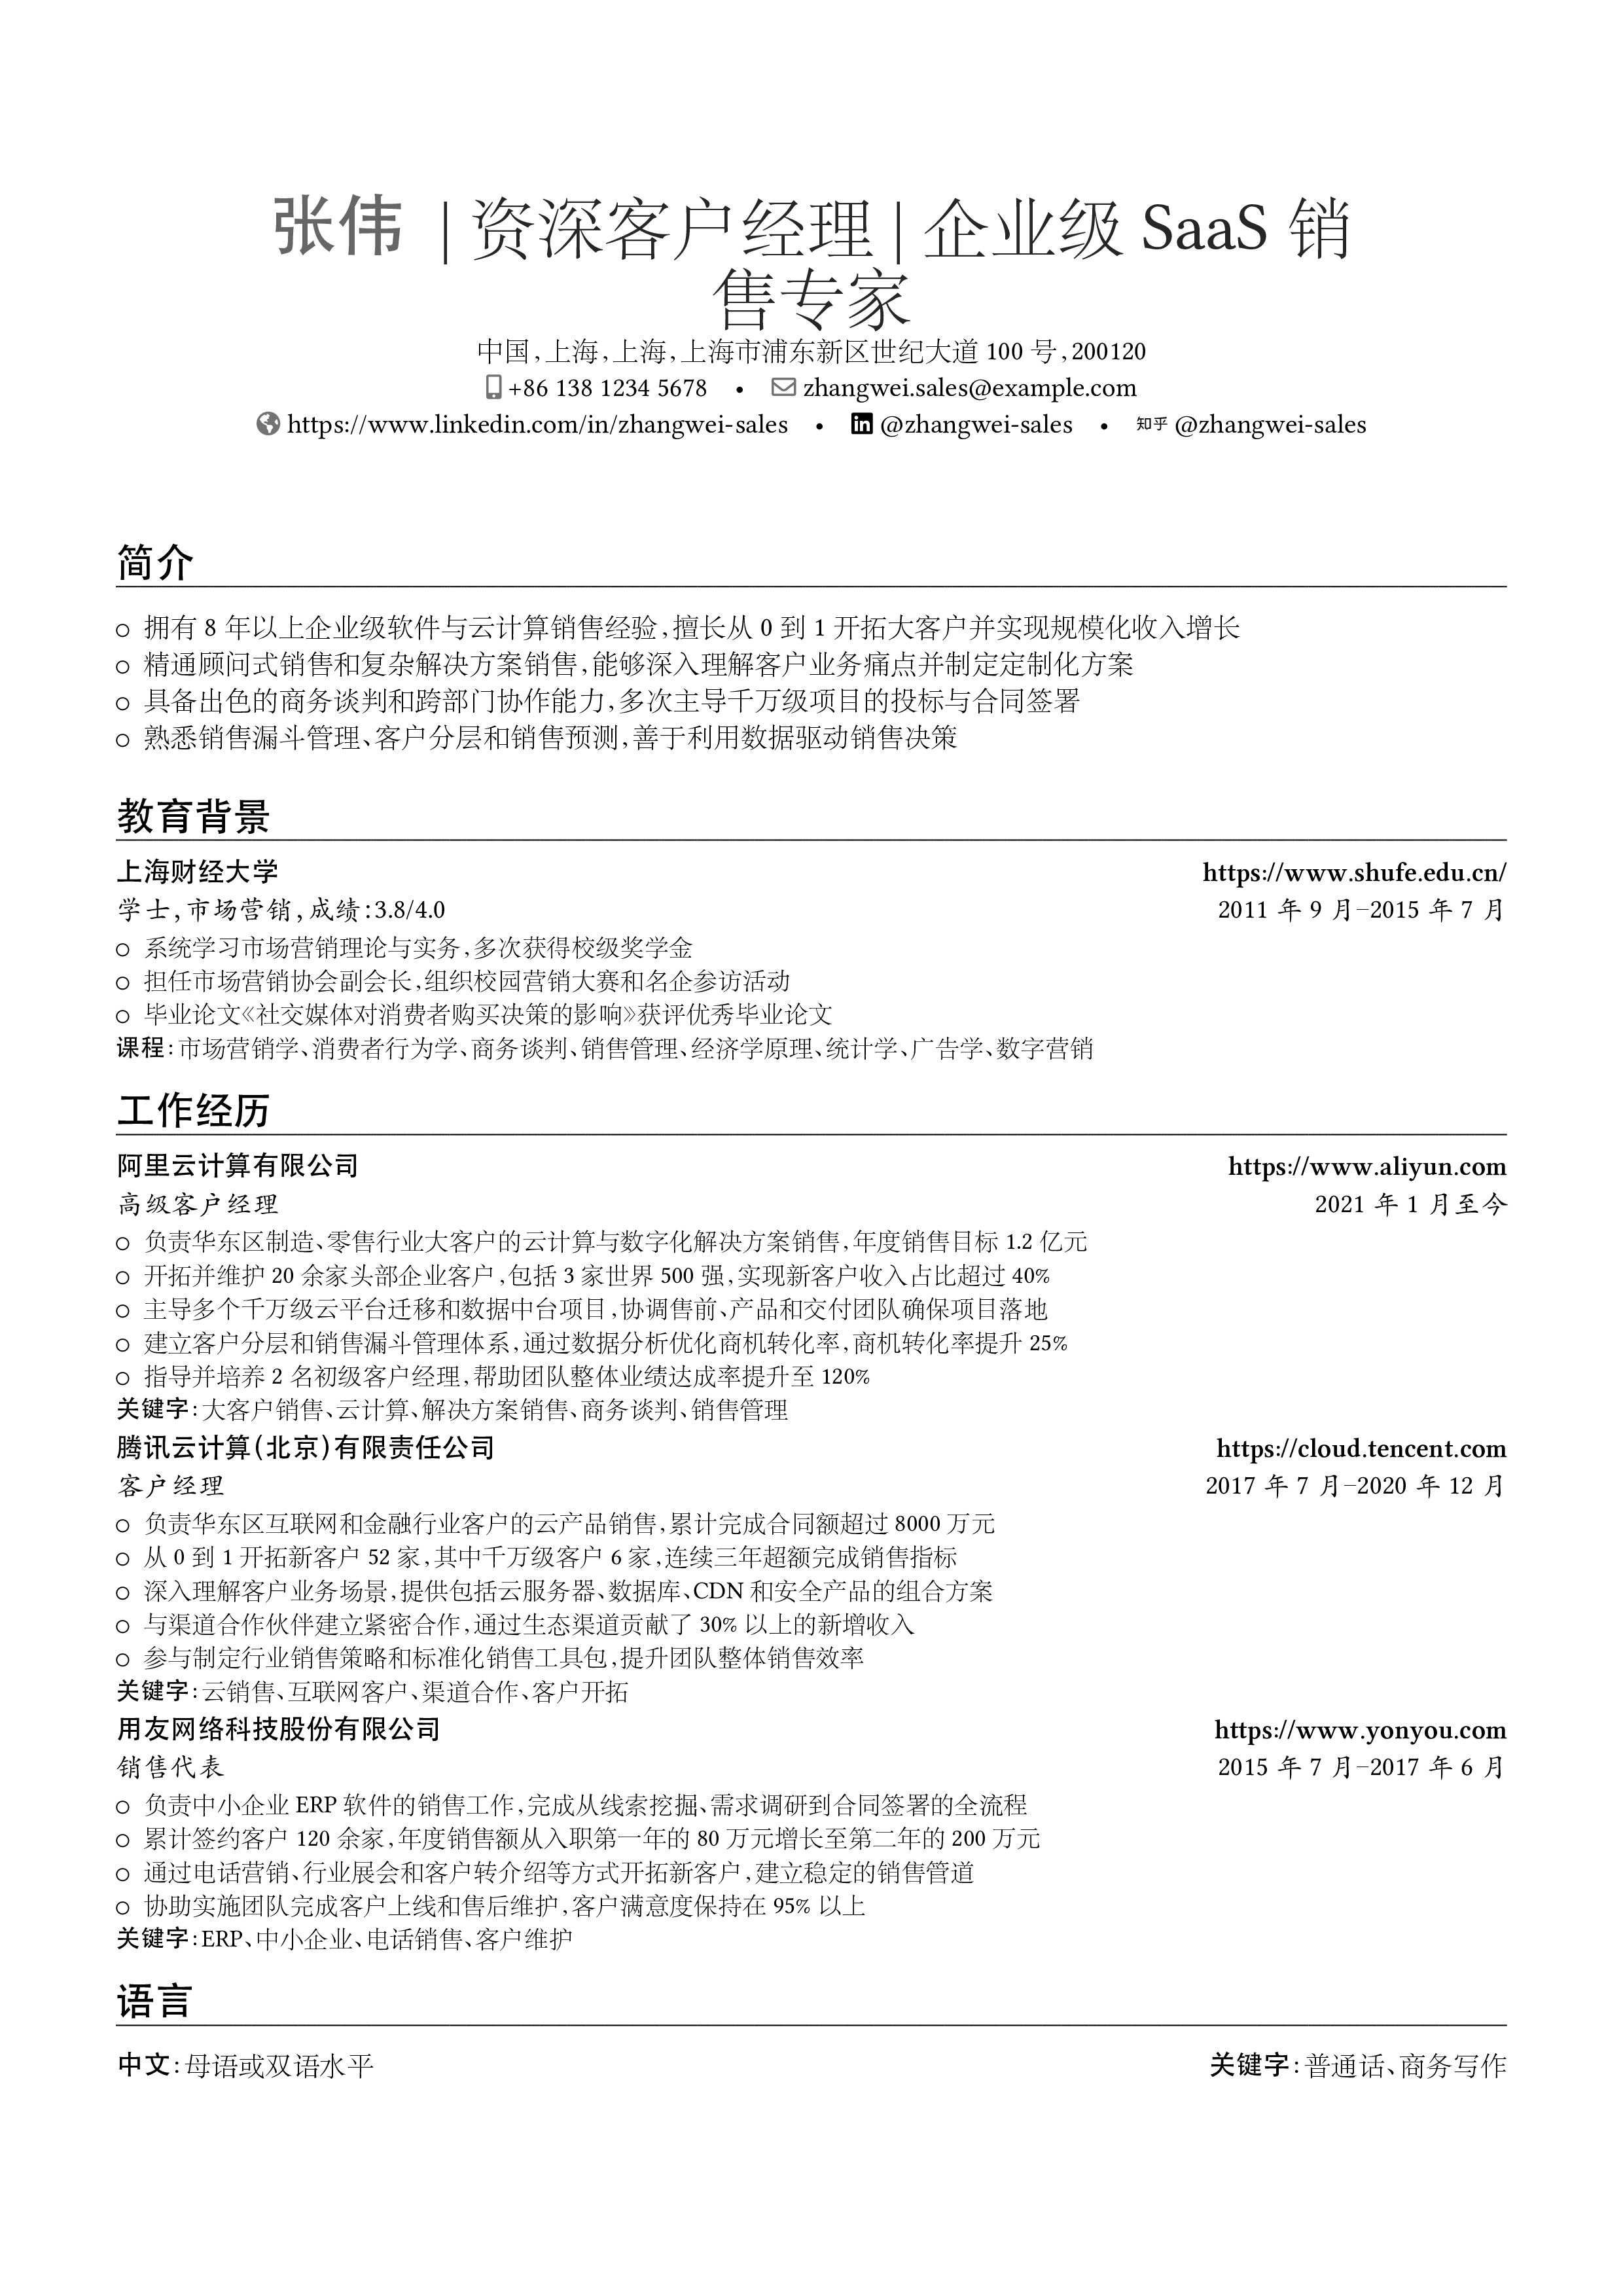 张伟 | 资深客户经理 | 企业级 SaaS 销
售专家
中国,上海,上海,上海市浦东新区世纪大道 100 号,200120
+86 138 1234 5678 • zhangwei.sales@example.com
https://www.linkedin.com/in/zhangwei-sales • in @zhangwei-sales • 知乎 @zhangwei-sales
简介
○ 拥有 8 年以上企业级软件与云计算销售经验,擅长从 0 到 1 开拓大客户并实现规模化收入增长
○ 精通顾问式销售和复杂解决方案销售,能够深入理解客户业务痛点并制定定制化方案
○ 具备出色的商务谈判和跨部门协作能力,多次主导千万级项目的投标与合同签署
○ 熟悉销售漏斗管理、客户分层和销售预测,善于利用数据驱动销售决策
教育背景
上海财经大学 https://www.shufe.edu.cn/
学士,市场营销,成绩:3.8/4.0 2011 年 9 月–2015 年 7 月
○ 系统学习市场营销理论与实务,多次获得校级奖学金
○ 担任市场营销协会副会长,组织校园营销大赛和名企参访活动
○ 毕业论文《社交媒体对消费者购买决策的影响》获评优秀毕业论文
课程:市场营销学、消费者行为学、商务谈判、销售管理、经济学原理、统计学、广告学、数字营销
工作经历
阿里云计算有限公司 https://www.aliyun.com
高级客户经理 2021 年 1 月至今
○ 负责华东区制造、零售行业大客户的云计算与数字化解决方案销售,年度销售目标 1.2 亿元
○ 开拓并维护 20 余家头部企业客户,包括 3 家世界 500 强,实现新客户收入占比超过 40%
○ 主导多个千万级云平台迁移和数据中台项目,协调售前、产品和交付团队确保项目落地
○ 建立客户分层和销售漏斗管理体系,通过数据分析优化商机转化率,商机转化率提升 25%
○ 指导并培养 2 名初级客户经理,帮助团队整体业绩达成率提升至 120%
关键字:大客户销售、云计算、解决方案销售、商务谈判、销售管理
腾讯云计算(北京)有限责任公司 https://cloud.tencent.com
客户经理 2017 年 7 月–2020 年 12 月
○ 负责华东区互联网和金融行业客户的云产品销售,累计完成合同额超过 8000 万元
○ 从 0 到 1 开拓新客户 52 家,其中千万级客户 6 家,连续三年超额完成销售指标
○ 深入理解客户业务场景,提供包括云服务器、数据库、CDN 和安全产品的组合方案
○ 与渠道合作伙伴建立紧密合作,通过生态渠道贡献了 30% 以上的新增收入
○ 参与制定行业销售策略和标准化销售工具包,提升团队整体销售效率
关键字:云销售、互联网客户、渠道合作、客户开拓
用友网络科技股份有限公司 https://www.yonyou.com
销售代表 2015 年 7 月–2017 年 6 月
○ 负责中小企业 ERP 软件的销售工作,完成从线索挖掘、需求调研到合同签署的全流程
○ 累计签约客户 120 余家,年度销售额从入职第一年的 80 万元增长至第二年的 200 万元
○ 通过电话营销、行业展会和客户转介绍等方式开拓新客户,建立稳定的销售管道
○ 协助实施团队完成客户上线和售后维护,客户满意度保持在 95% 以上
关键字:ERP、中小企业、电话销售、客户维护
语言
中文:母语或双语水平 关键字:普通话、商务写作